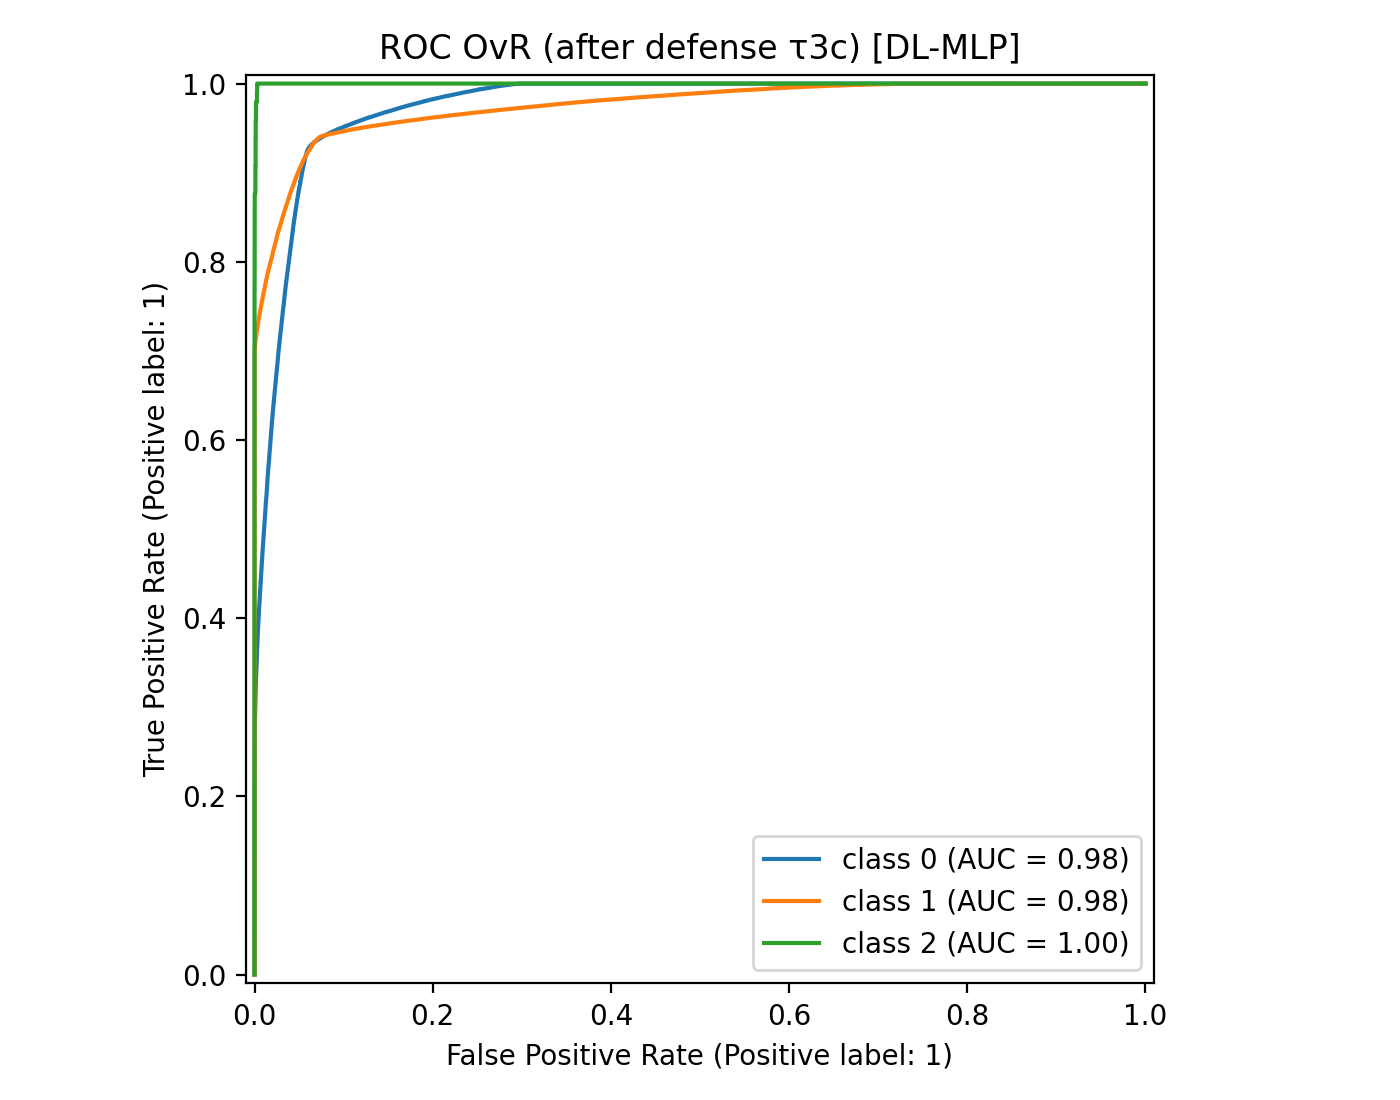 ROC OvR (after defense τ3c) [DL-MLP]
True Positive Rate (Positive label: 1)
1.0
0.8
0.6
0.4
0.2
0.0
class 0 (AUC = 0.98)
class 1 (AUC = 0.98)
class 2 (AUC = 1.00)
0.0 0.2 0.4 0.6 0.8 1.0
False Positive Rate (Positive label: 1)